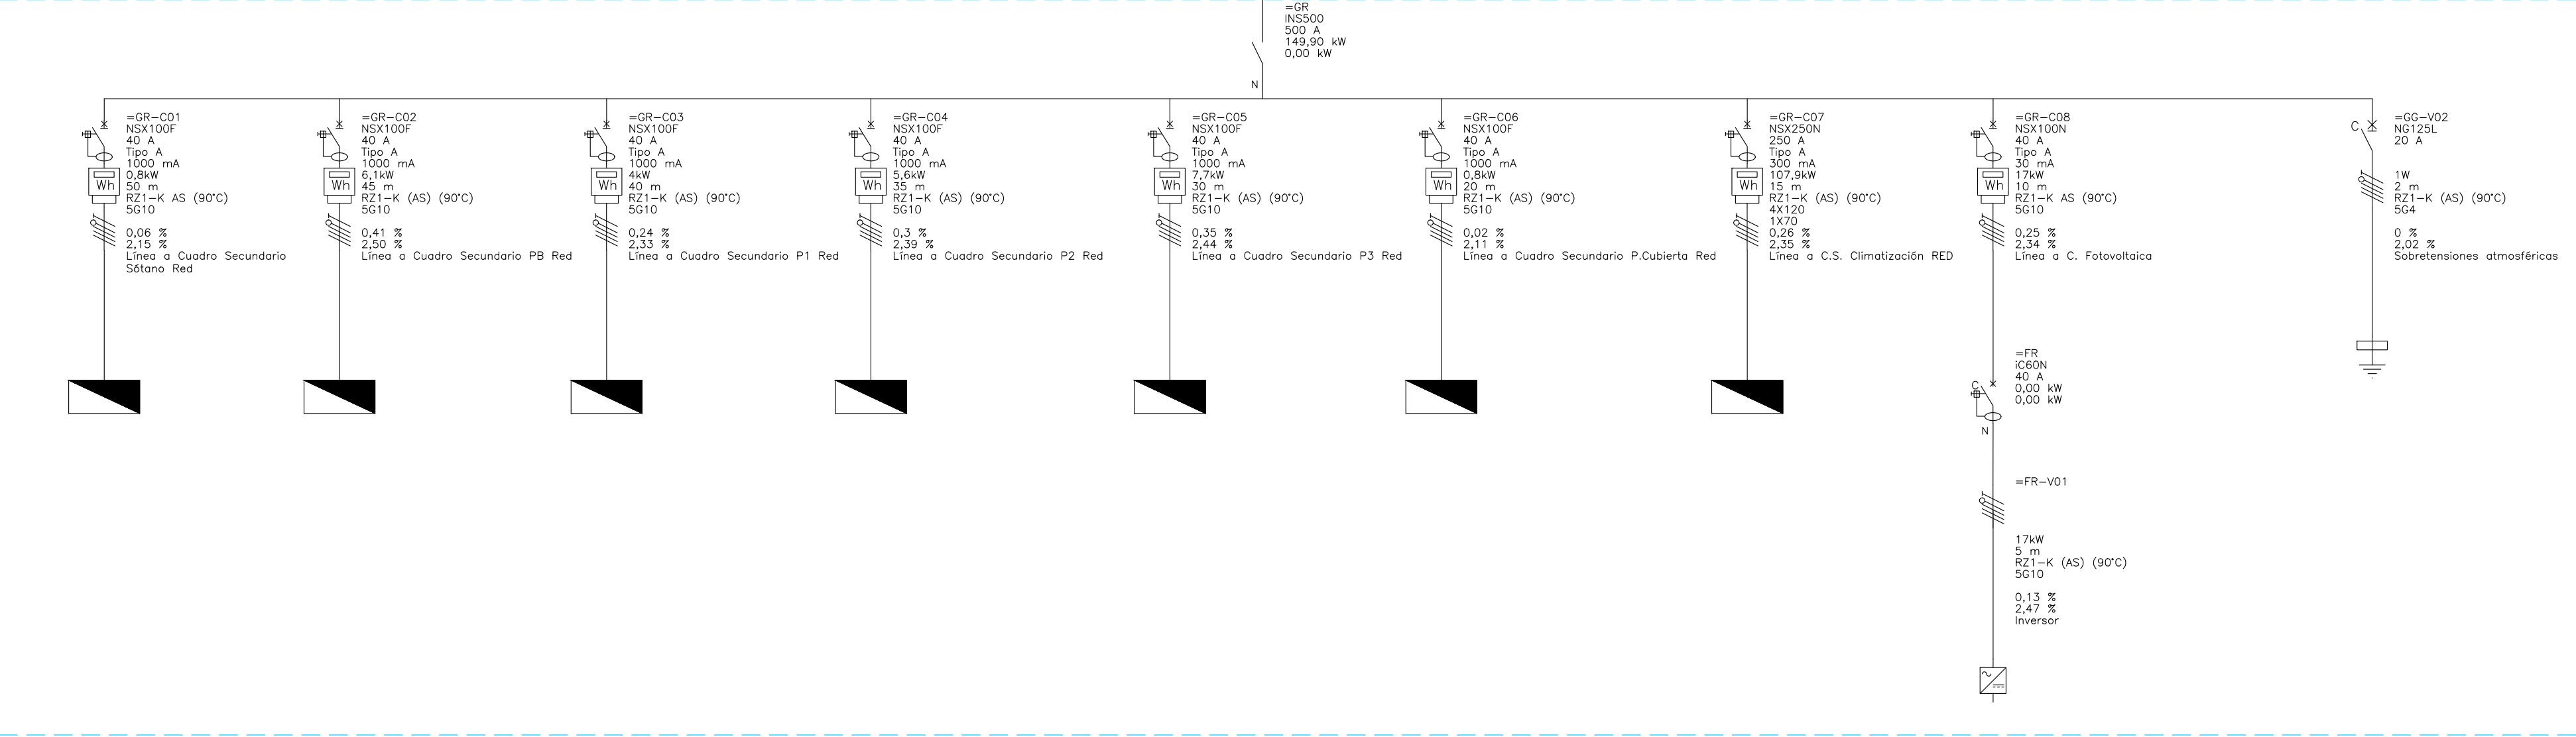 =GR
INS500
500 A
149,90 kW
0,00 kW
N
=GR-C01
NSX100F
40 A
Tipo A
1000 mA
0,8kW
Wh
50 m
RZ1-K AS (90°C)
5G10
0,06 %
2,15 %
Línea a Cuadro Secundario
Sótano Red
=GR-C02
NSX100F
40 A
Tipo A
1000 mA
6,1kW
Wh
45 m
RZ1-K (AS) (90°C)
5G10
0,41 %
2,50 %
Línea a Cuadro Secundario PB Red
=GR-C03
NSX100F
40 A
Tipo A
1000 mA
4kW
Wh
40 m
RZ1-K (AS) (90°C)
5G10
0,24 %
2,33 %
Línea a Cuadro Secundario P1 Red
=GR-C04
NSX100F
40 A
Tipo A
1000 mA
5,6kW
Wh
35 m
RZ1-K (AS) (90°C)
5G10
0,3 %
2,39 %
Línea a Cuadro Secundario P2 Red
=GR-C05
NSX100F
40 A
Tipo A
1000 mA
7,7kW
Wh
30 m
RZ1-K (AS) (90°C)
5G10
0,35 %
2,44 %
Línea a Cuadro Secundario P3 Red
=GR-C06
NSX100F
40 A
Tipo A
1000 mA
0,8kW
Wh
20 m
RZ1-K (AS) (90°C)
5G10
0,02 %
2,11 %
Línea a Cuadro Secundario P.Cubierta Red
=GR-C07
NSX250N
250 A
Tipo A
300 mA
107,9kW
Wh
15 m
RZ1-K (AS) (90°C)
4X120
1X70
0,26 %
2,35 %
Línea a C.S. Climatización RED
=GR-C08
NSX100N
40 A
Tipo A
30 mA
17kW
Wh
10 m
RZ1-K AS (90°C)
5G10
0,25 %
2,34 %
Línea a C. Fotovoltaica
=GG-V02
C
NG125L
20 A
1W
2 m
RZ1-K (AS) (90°C)
5G4
0 %
2,02 %
Sobretensiones atmosféricas
=FR
iC60N
40 A
C
0,00 kW
0,00 kW
N
=FR-V01
17kW
5 m
RZ1-K (AS) (90°C)
5G10
0,13 %
2,47 %
Inversor